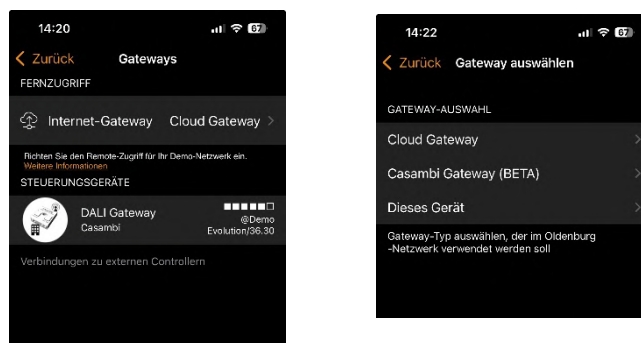 14:20
67
Zurück Gateways
FERNZUGRIFF
Internet-Gateway Cloud Gateway
Richten Sie den Remote-Zugriff für Ihr Demo-Netzwerk ein.
Weitere Informationen
STEUERUNGSGERÄTE
DALI Gateway
Casambi
@Demo
Evolution/36.30
Verbindungen zu externen Controllern
14:22
67
Zurück Gateway auswählen
GATEWAY-AUSWAHL
Cloud Gateway
Casambi Gateway (BETA)
Dieses Gerät
Gateway-Typ auswählen, der im Oldenburg
-Netzwerk verwendet werden soll